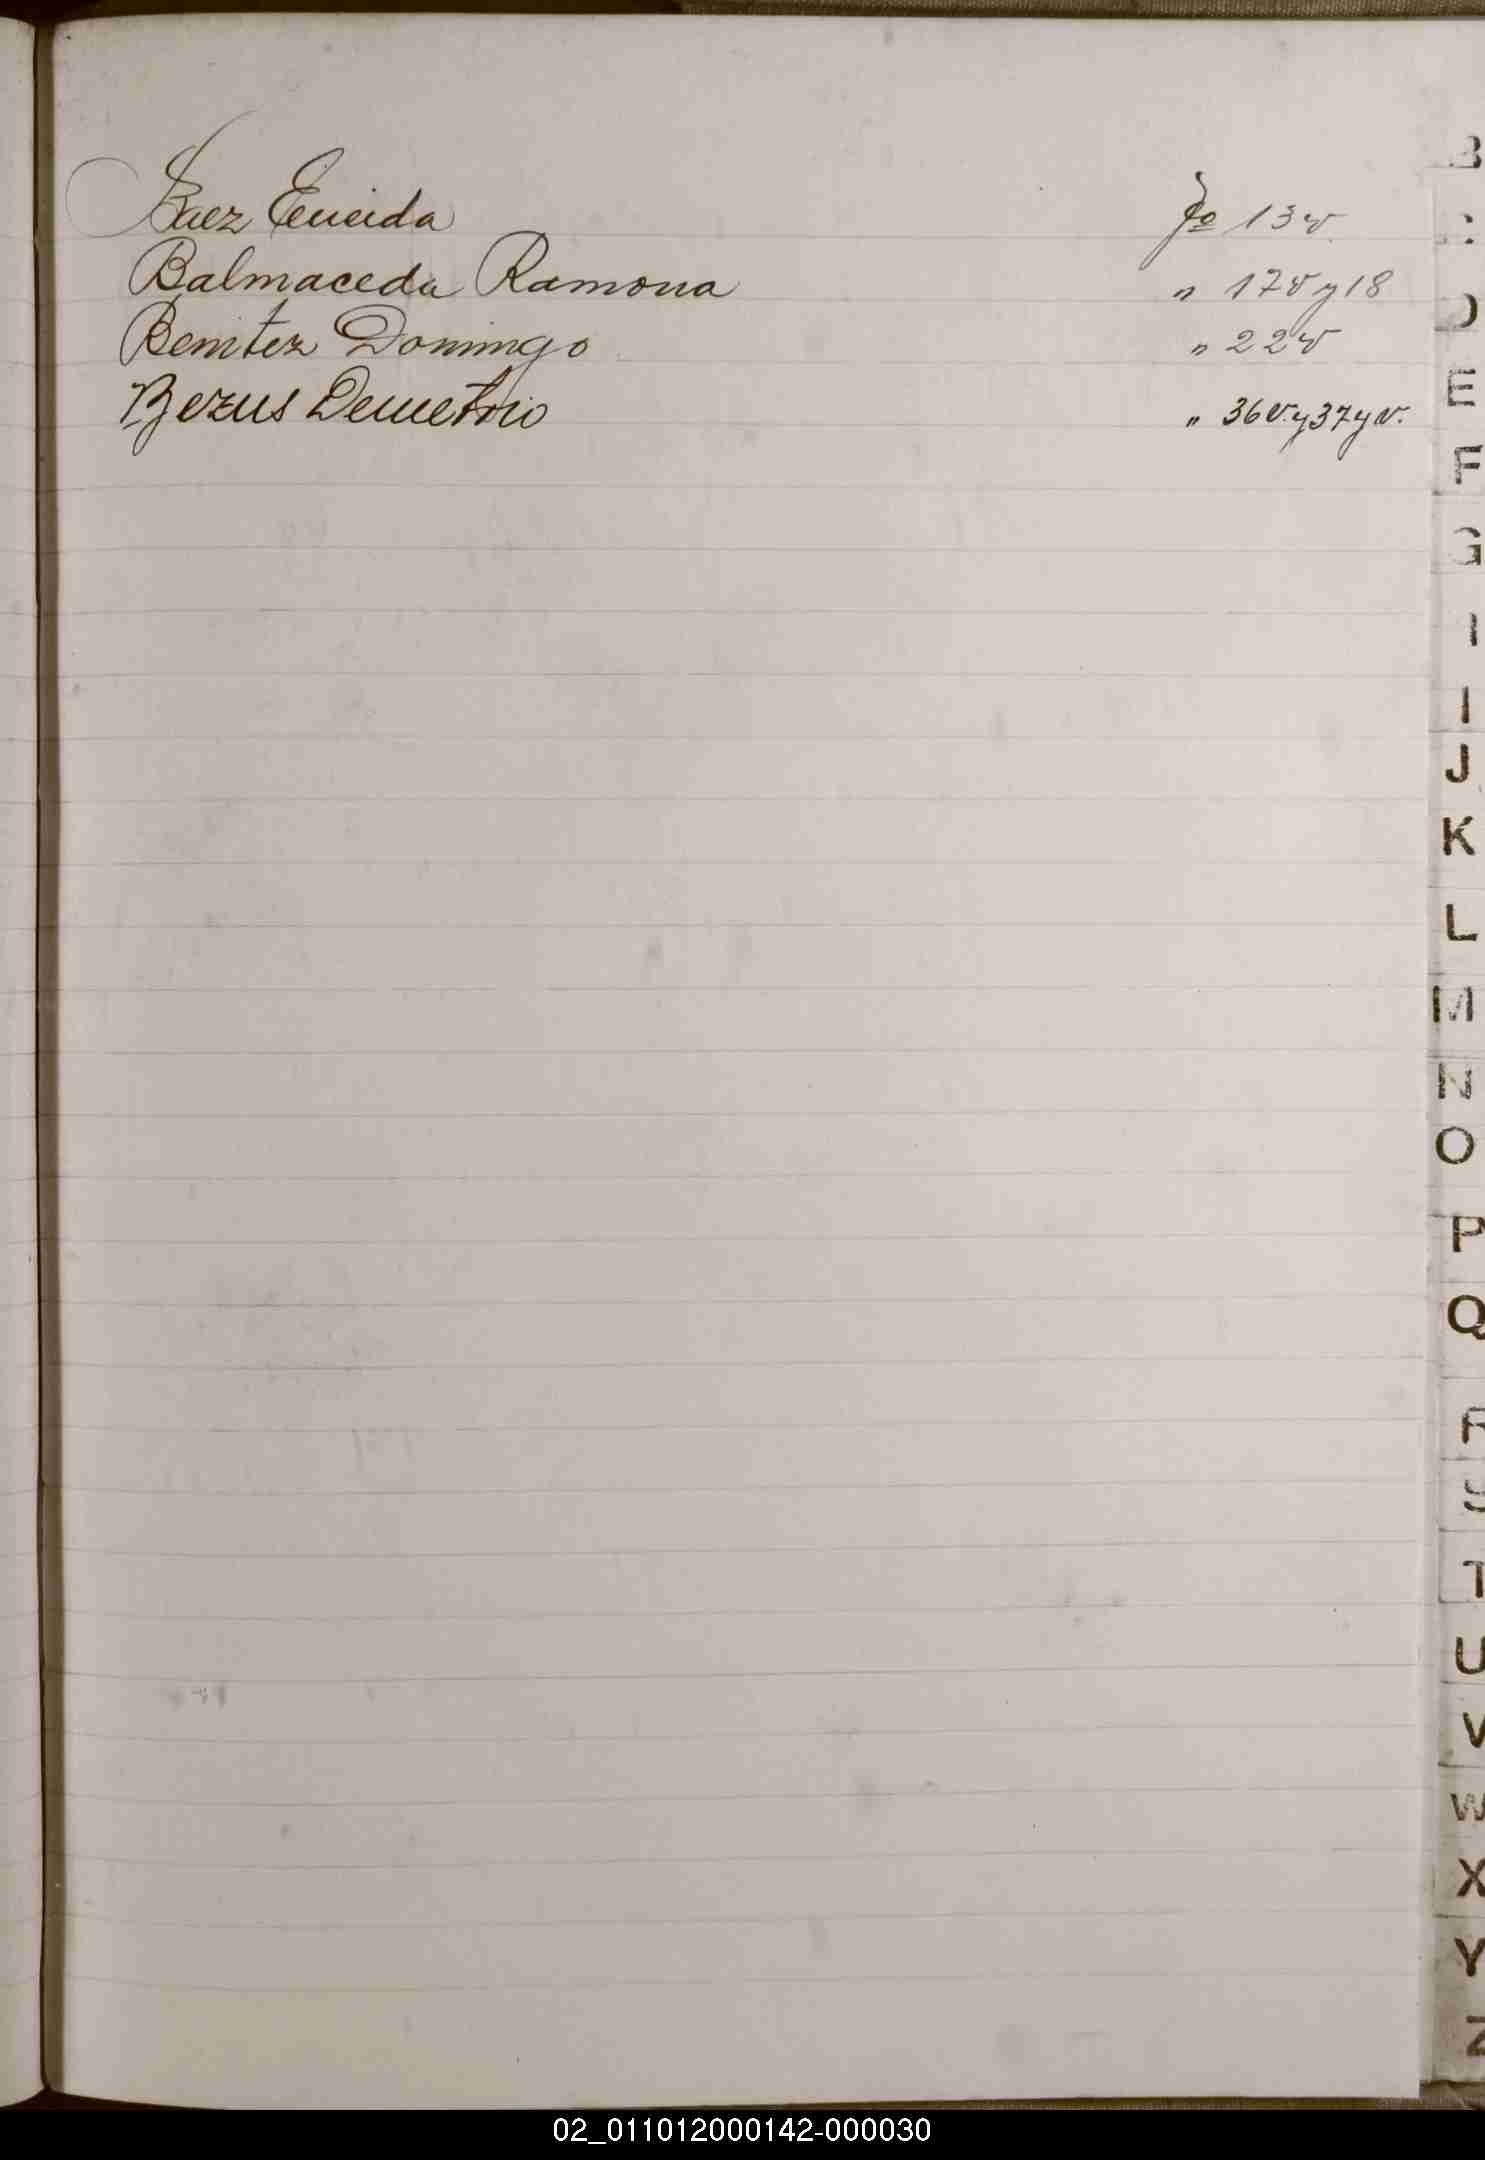 Baez Eneida fo 13v.
Balmaceda Ramona " 17v y 18
Benitez Domingo " 22v
Bezus Demetrio " 36v. y 37 y v.
B
D
E
F
G
I
J
K
L
M
N
O
P
Q
R
S
T
U
V
W
X
Y
Z
02_011012000142-000030